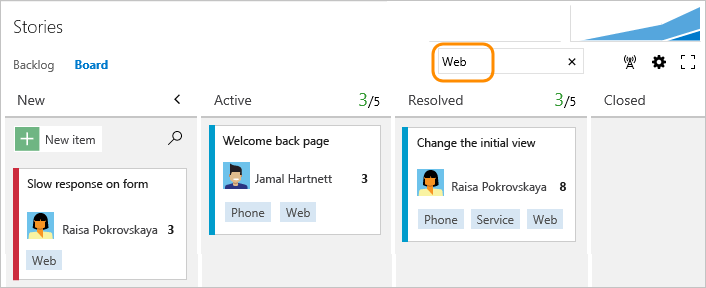 Stories
Backlog Board
Web ×
New Active 3/5 Resolved 3/5 Closed
New item
Slow response on form
Raisa Pokrovskaya 3
Web
Welcome back page
Jamal Hartnett 3
Phone Web
Change the initial view
Raisa Pokrovskaya 8
Phone Service Web